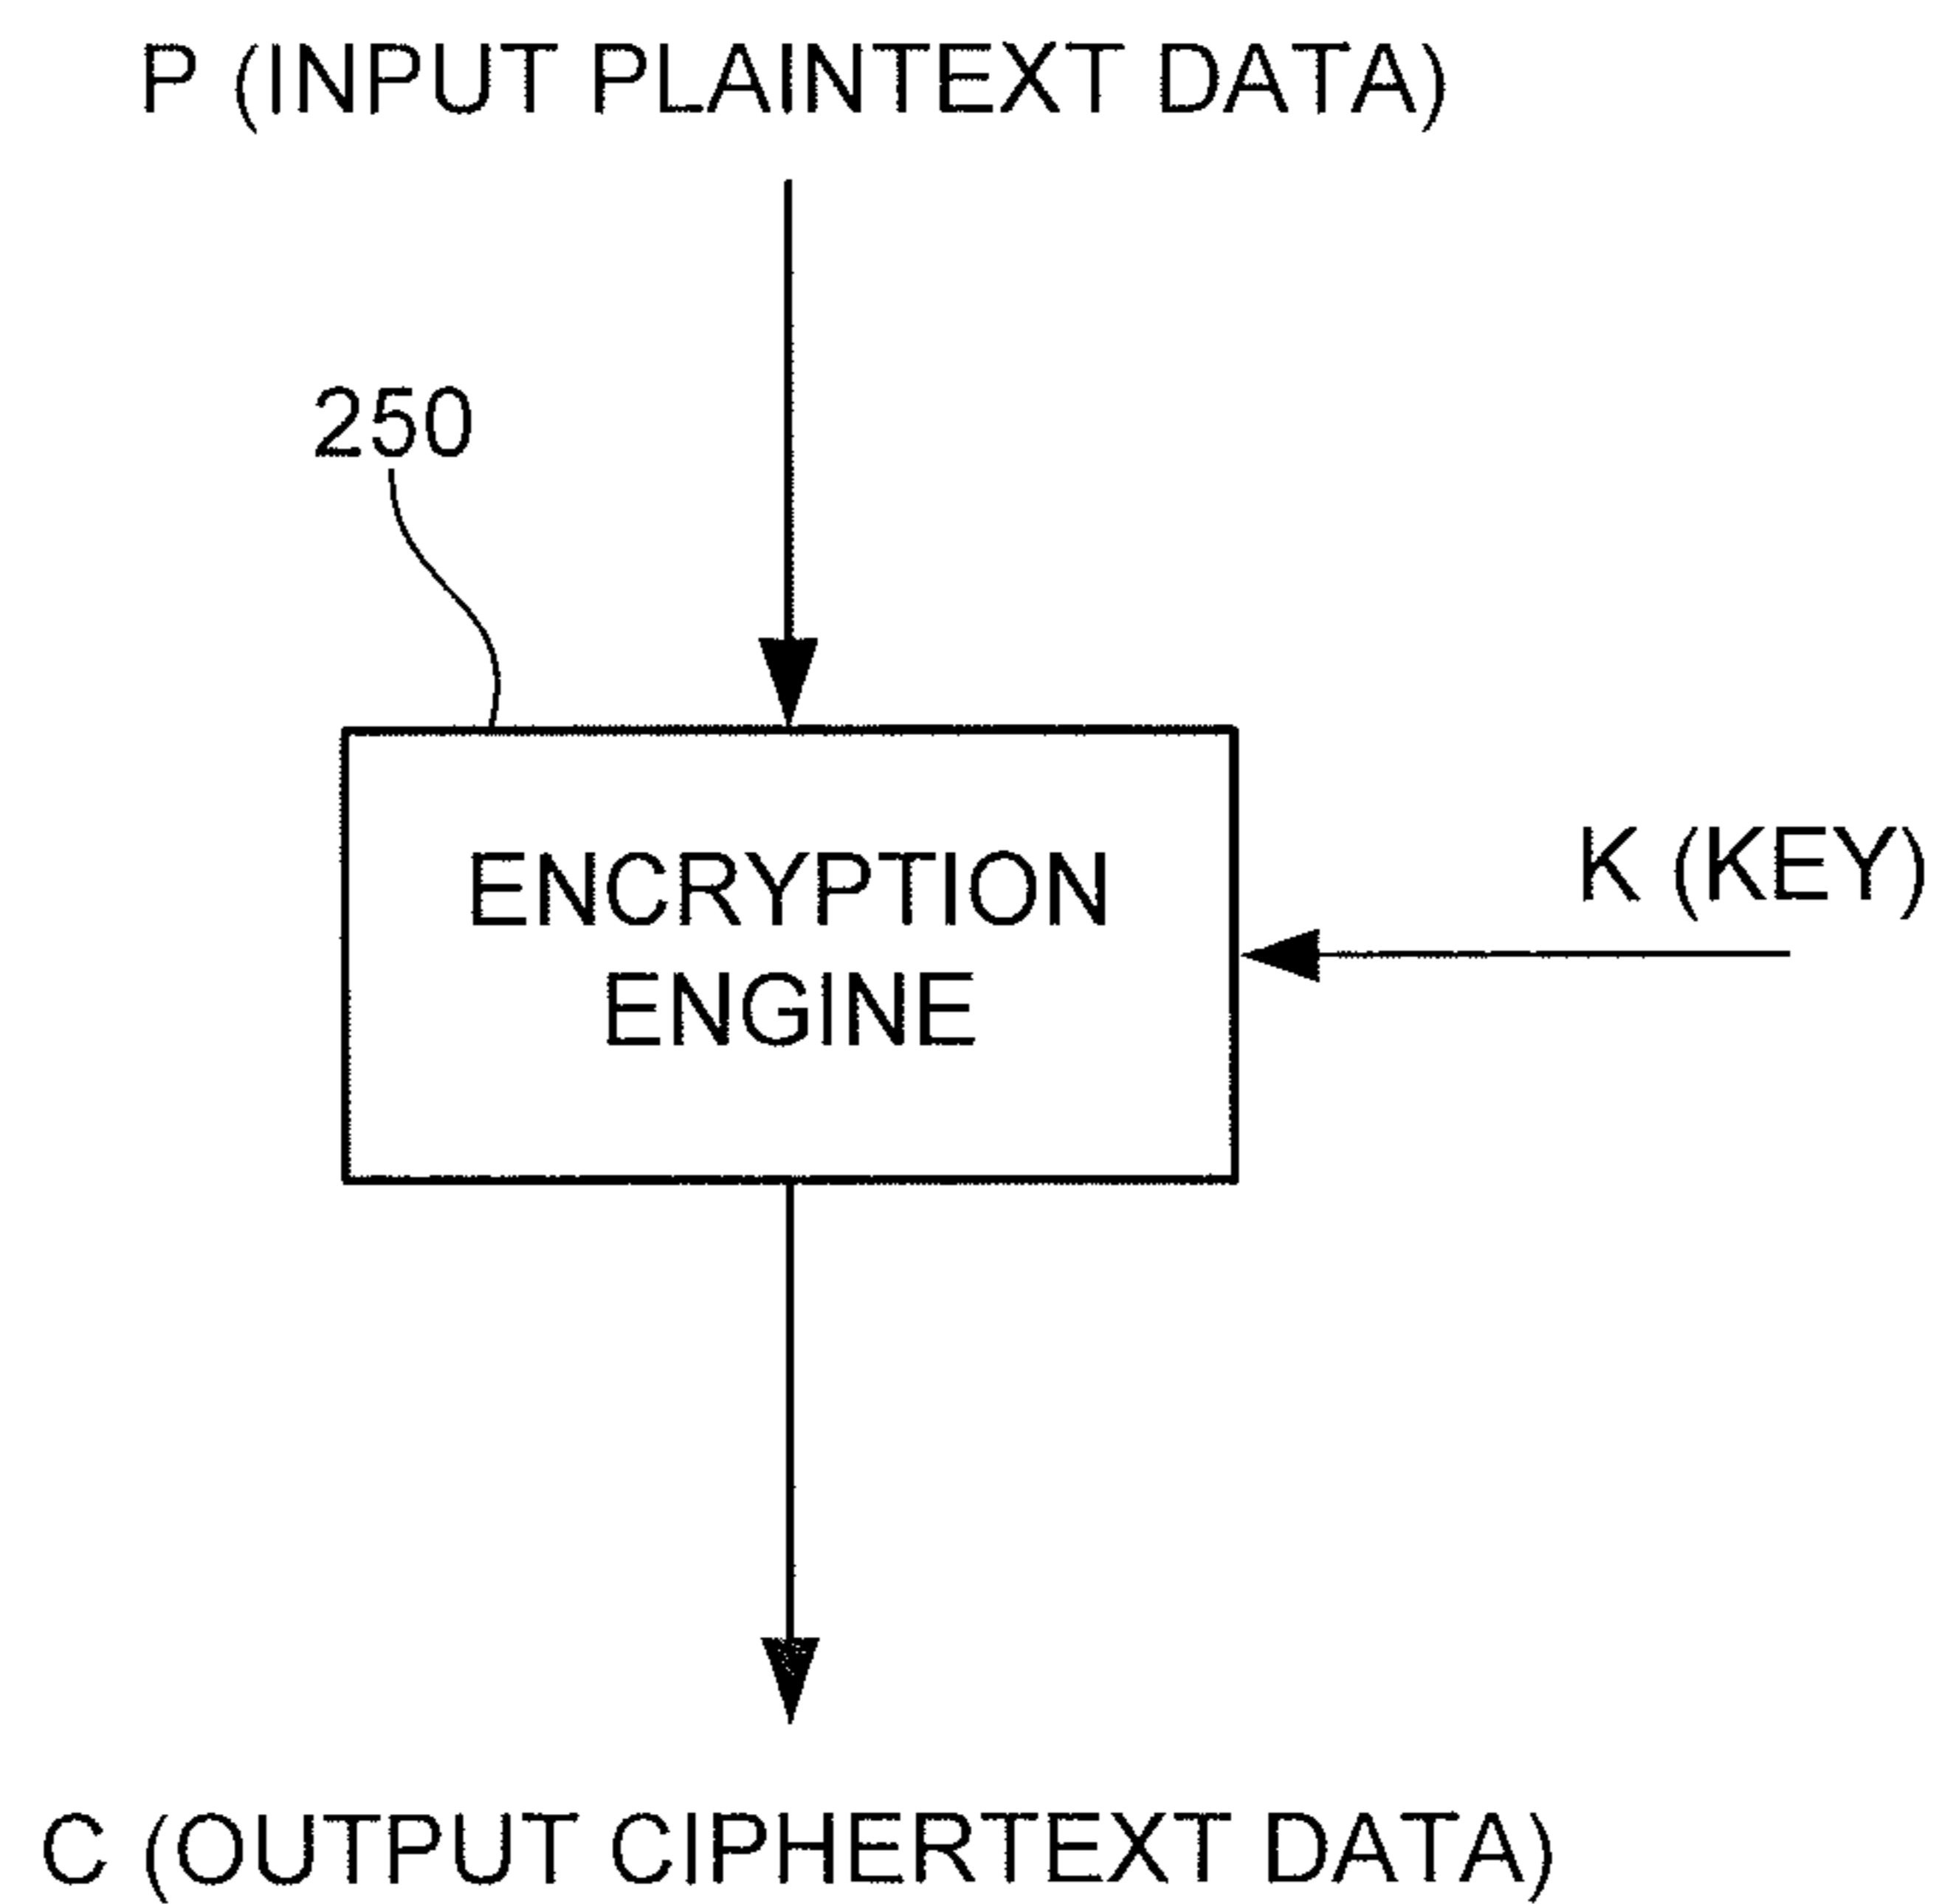 P (INPUT PLAINTEXT DATA)
250
ENCRYPTION
ENGINE
K (KEY)
C (OUTPUT CIPHERTEXT DATA)